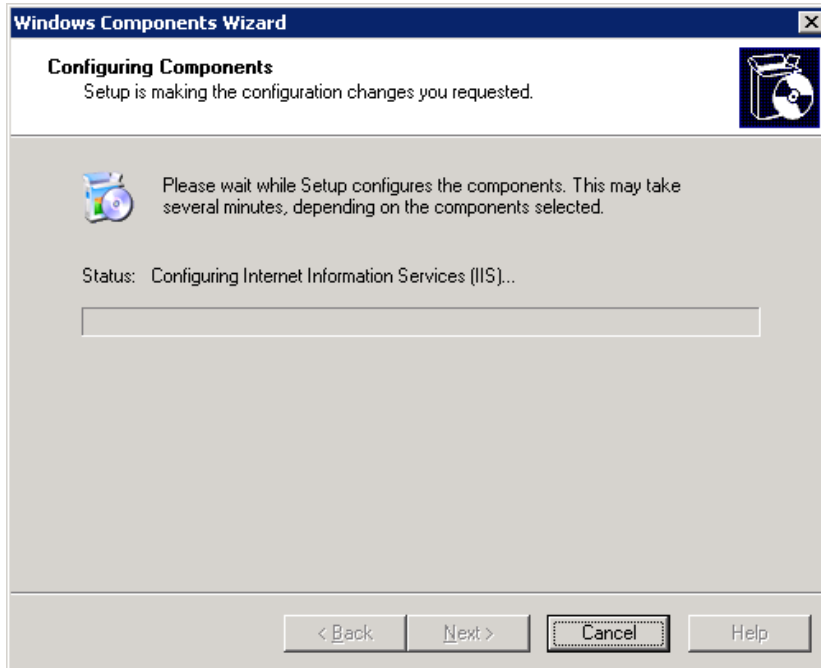 Windows Components Wizard
Configuring Components
Setup is making the configuration changes you requested.
Please wait while Setup configures the components. This may take
several minutes, depending on the components selected.
Status: Configuring Internet Information Services (IIS)...
< Back Next > Cancel Help